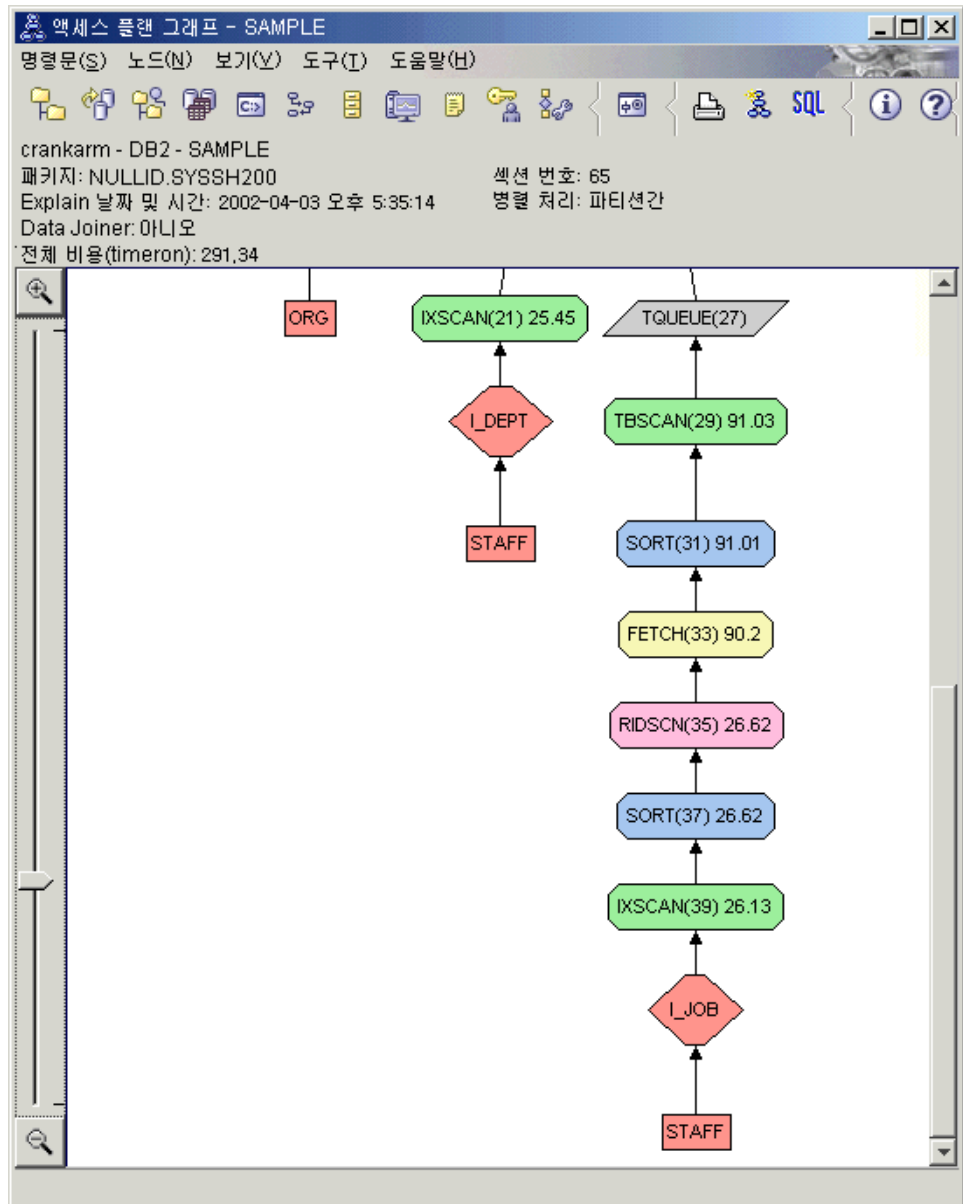 액세스 플랜 그래프 - SAMPLE
명령문(S) 노드(N) 보기(V) 도구(T) 도움말(H)
C:> SQL
crankarm - DB2 - SAMPLE
패키지: NULLID.SYSSH200 섹션 번호: 65
Explain 날짜 및 시간: 2002-04-03 오후 5:35:14 병렬 처리: 파티션간
Data Joiner: 아니오
전체 비용(timeron): 291,34
ORG IXSCAN(21) 25.45 TQUEUE(27)
I_DEPT TBSCAN(29) 91.03
STAFF SORT(31) 91.01
FETCH(33) 90.2
RIDSCN(35) 26.62
SORT(37) 26.62
IXSCAN(39) 26.13
I_JOB
STAFF